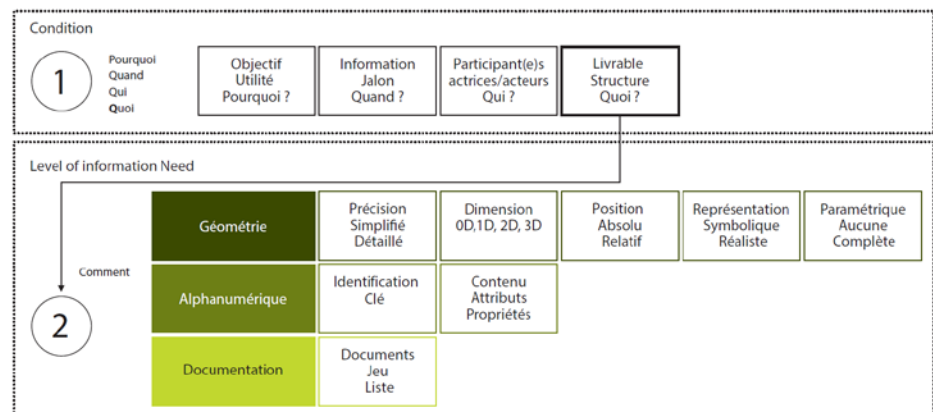 Condition
1
Pourquoi
Quand
Qui
Quoi
Objectif
Utilité
Pourquoi ?
Information
Jalon
Quand ?
Participant(e)s
actrices/acteurs
Qui ?
Livrable
Structure
Quoi ?
Level of information Need
Comment
2
Géométrie
Précision
Simplifié
Détaillé
Dimension
0D,1D, 2D, 3D
Position
Absolu
Relatif
Représentation
Symbolique
Réaliste
Paramétrique
Aucune
Complète
Alphanumérique
Identification
Clé
Contenu
Attributs
Propriétés
Documentation
Documents
Jeu
Liste